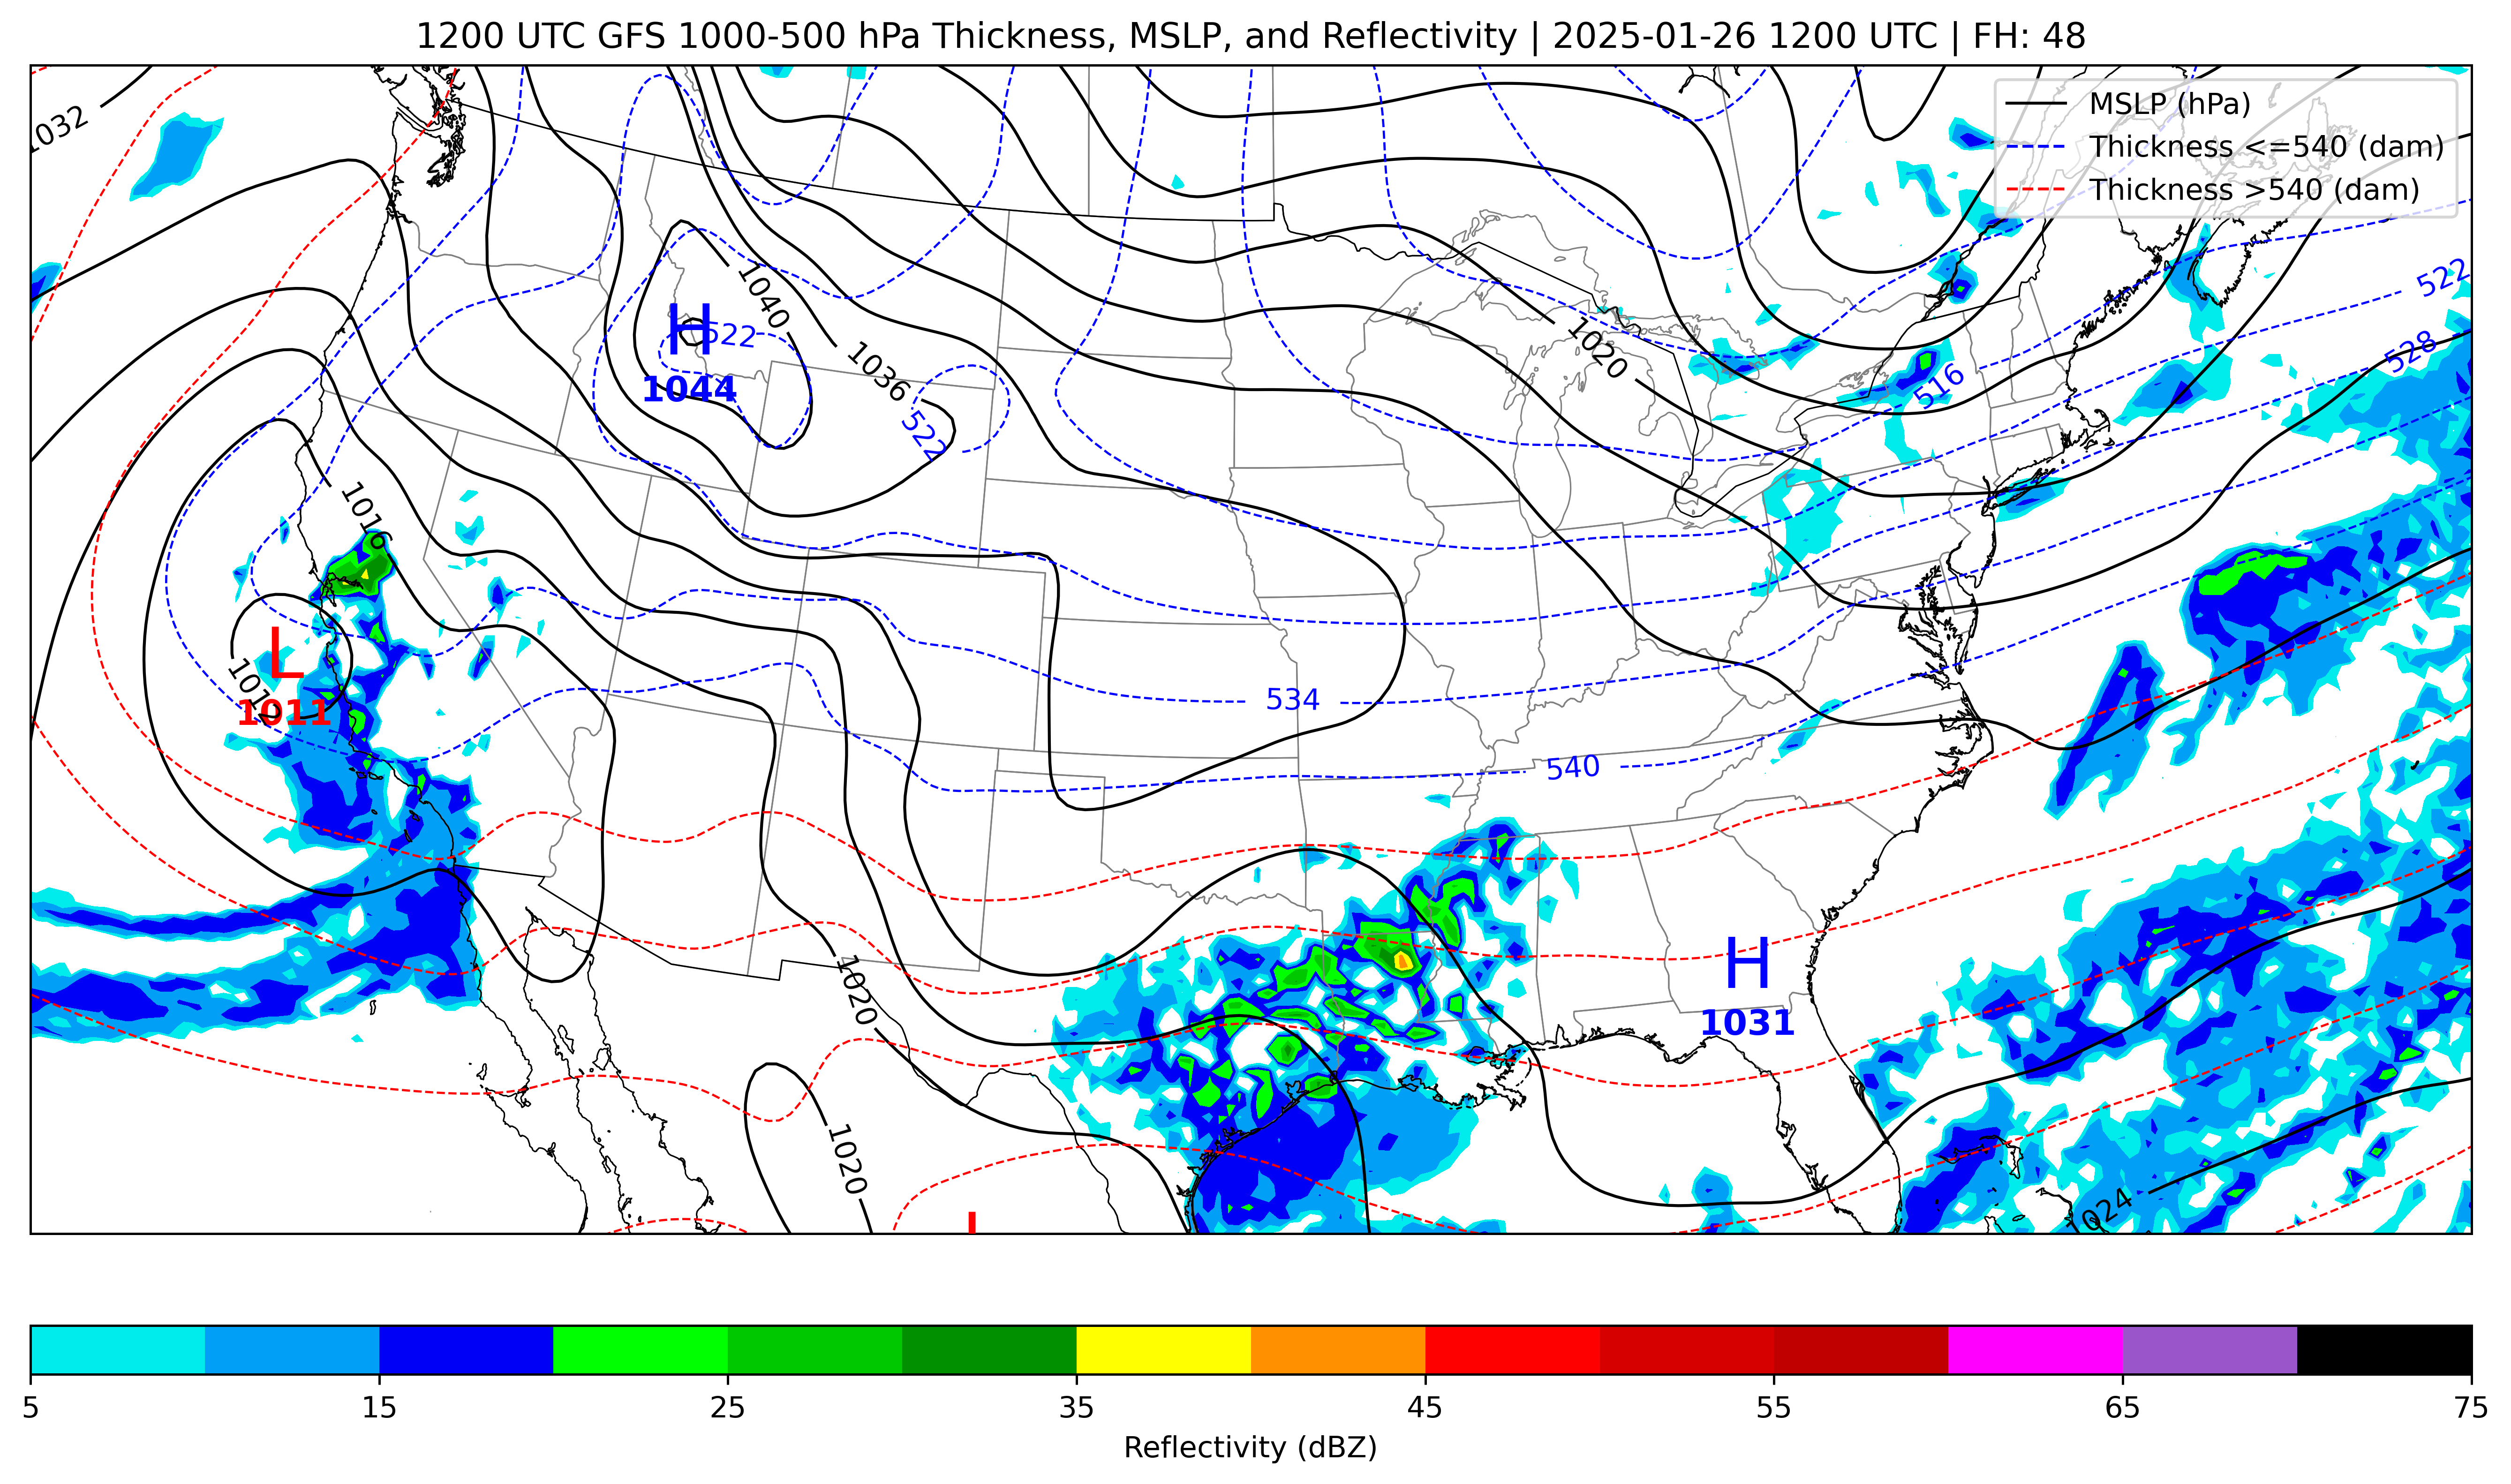 1200 UTC GFS 1000-500 hPa Thickness, MSLP, and Reflectivity | 2025-01-26 1200 UTC | FH: 48
MSLP (hPa)
Thickness <=540 (dam)
Thickness >540 (dam)
1032
522
1040
H
522
1044
1020
528
1036
516
522
1016
L
1011
534
540
H
1031
1020
1020
1024
5 15 25 35 45 55 65 75
Reflectivity (dBZ)